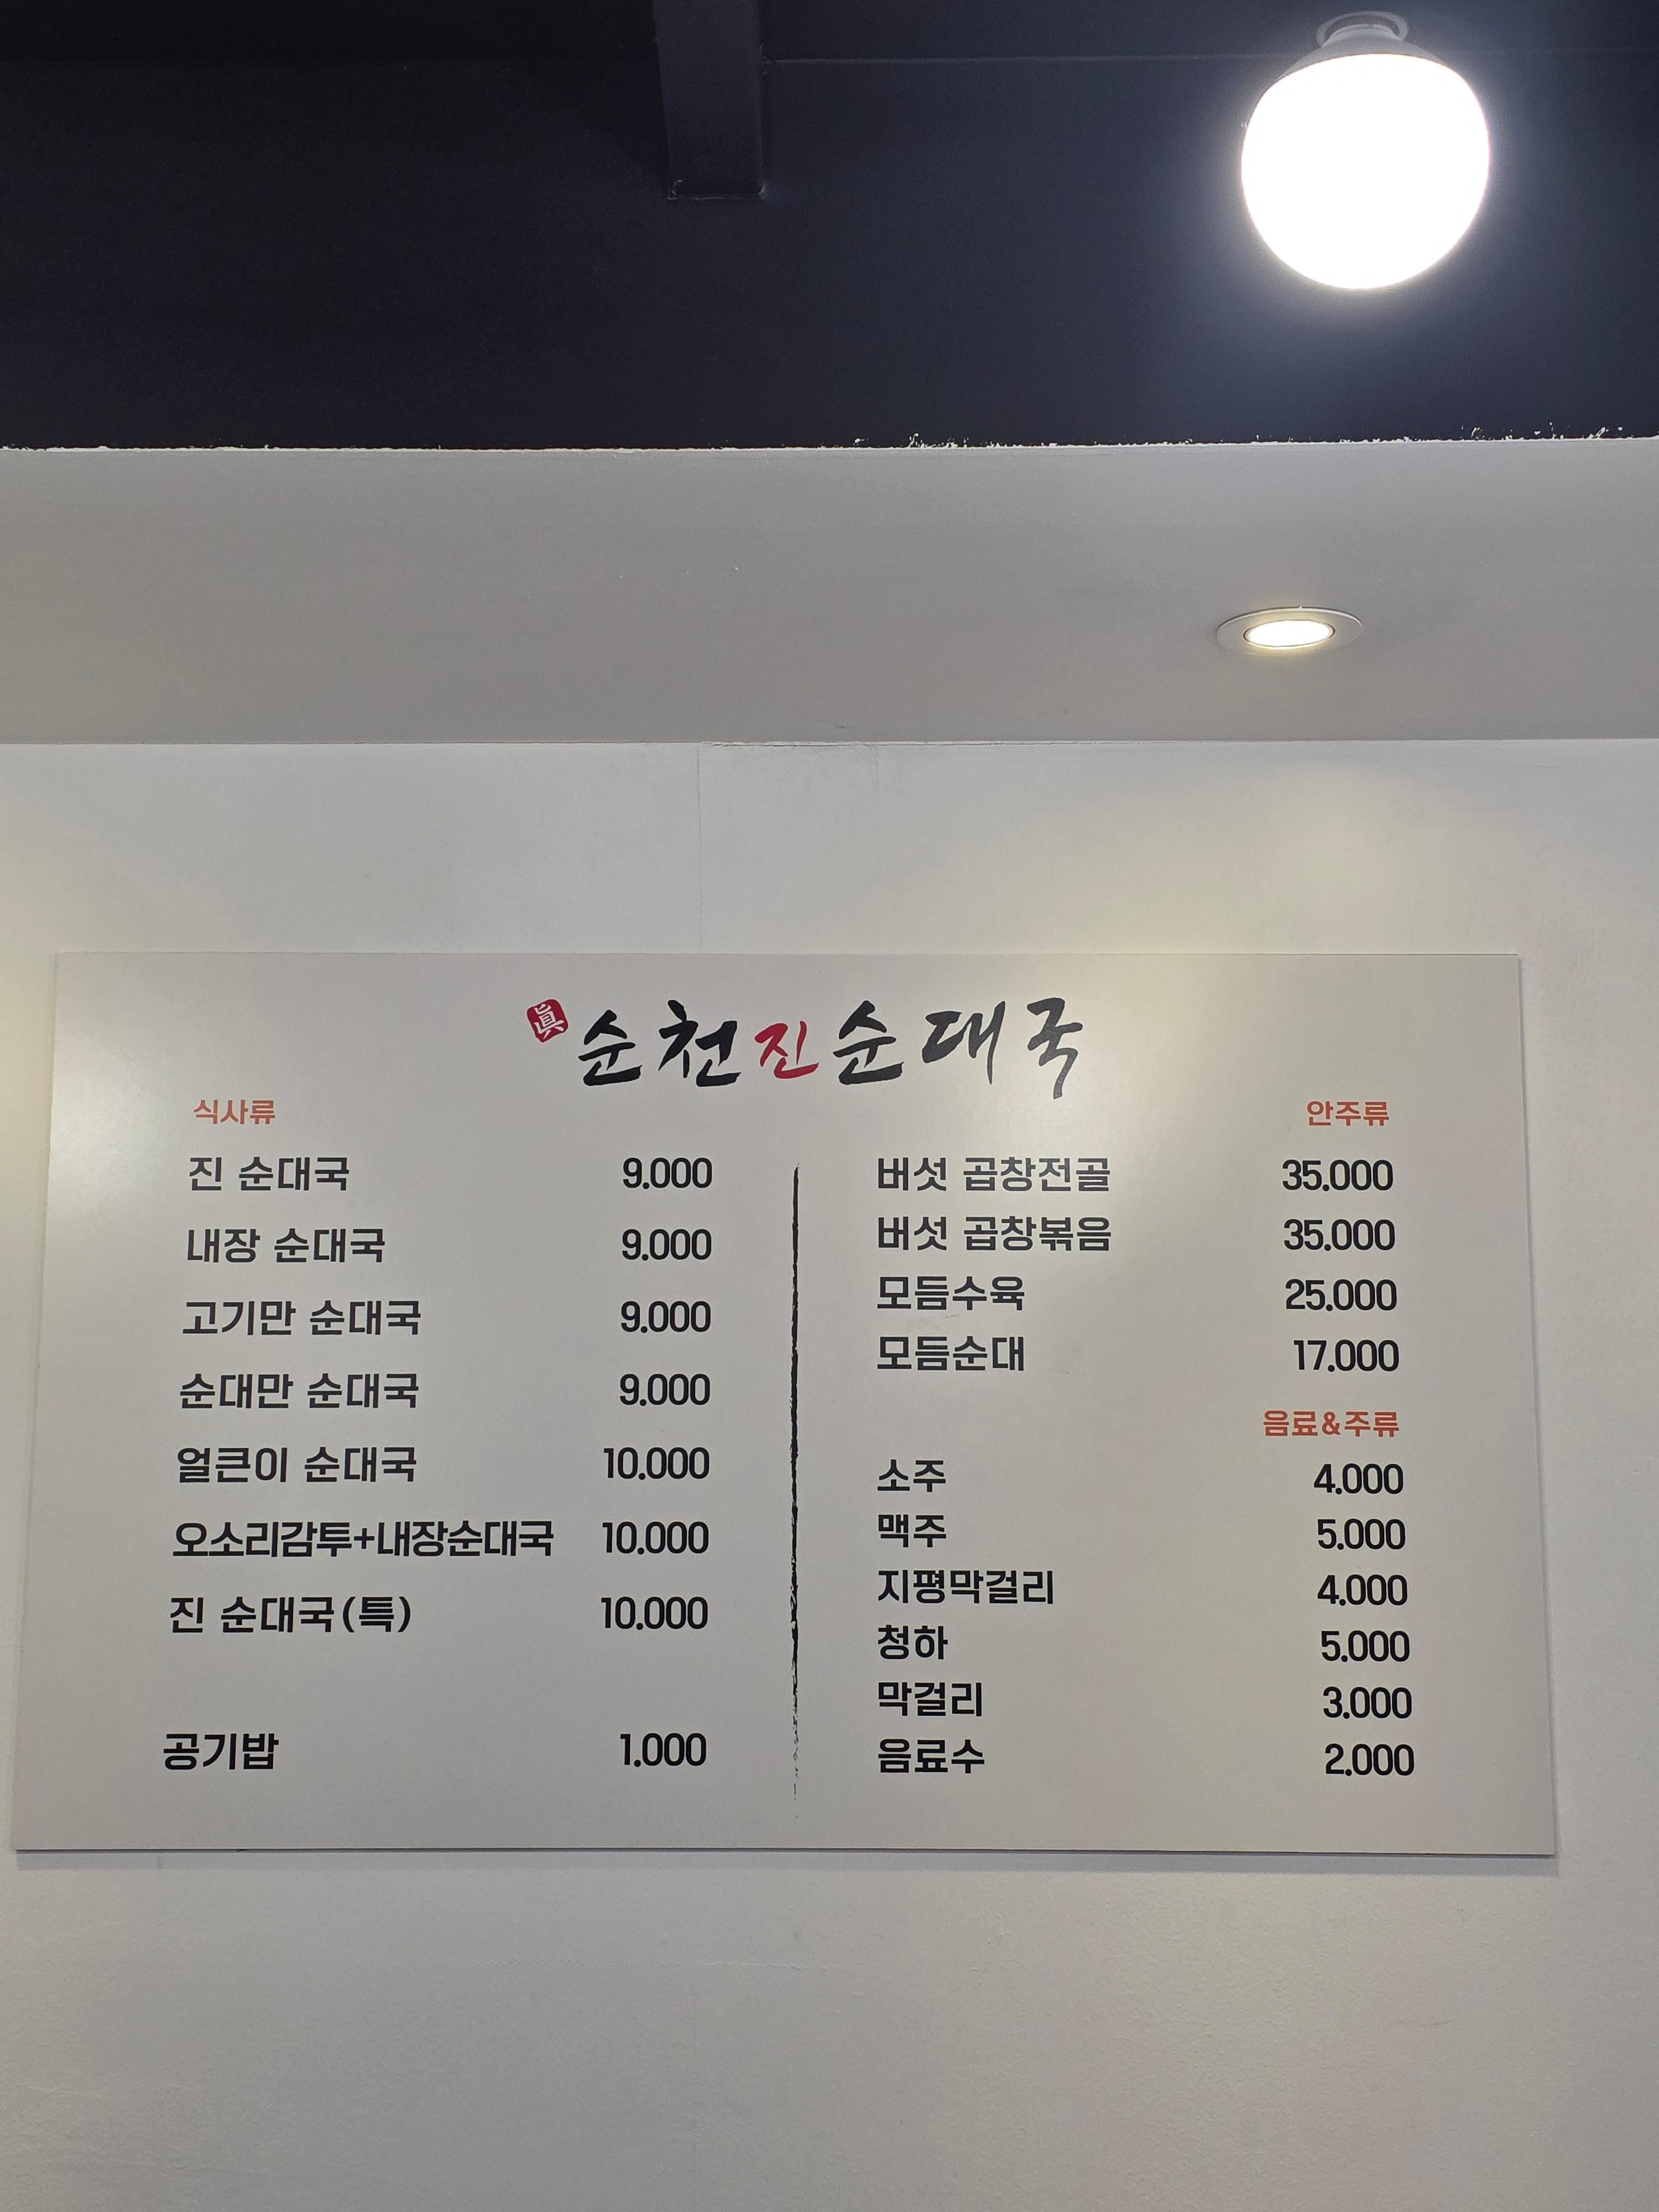 眞 순천진순대국
식사류
진 순대국 9.000
내장 순대국 9.000
고기만 순대국 9.000
순대만 순대국 9.000
얼큰이 순대국 10.000
오소리감투+내장순대국 10.000
진 순대국(특) 10.000
공기밥 1.000
안주류
버섯 곱창전골 35.000
버섯 곱창볶음 35.000
모듬수육 25.000
모듬순대 17.000
음료&주류
소주 4.000
맥주 5.000
지평막걸리 4.000
청하 5.000
막걸리 3.000
음료수 2.000